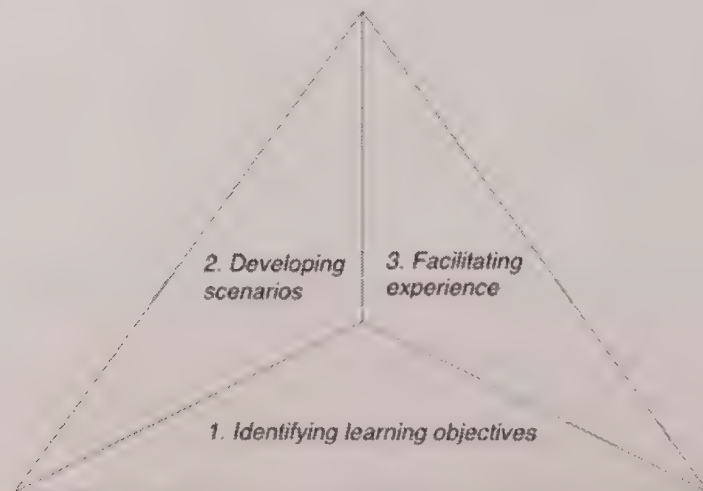 2. Developing
scenarios
3. Facilitating
experience
1. Identifying learning objectives